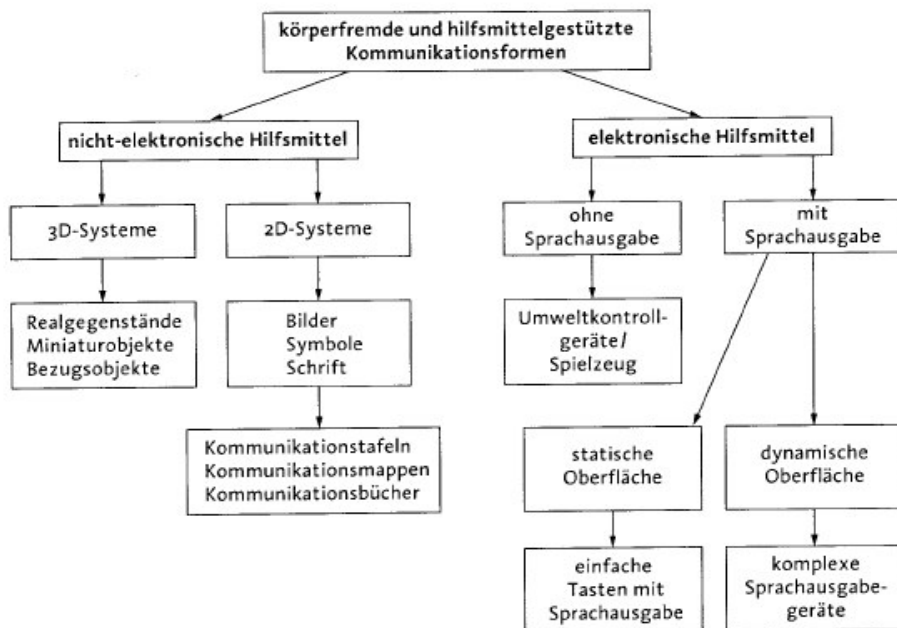 körperfremde und hilfsmittelgestützte
Kommunikationsformen
nicht-elektronische Hilfsmittel
elektronische Hilfsmittel
3D-Systeme
2D-Systeme
ohne
Sprachausgabe
mit
Sprachausgabe
Realgegenstände
Miniaturobjekte
Bezugsobjekte
Bilder
Symbole
Schrift
Umweltkontroll-
geräte/
Spielzeug
Kommunikationstafeln
Kommunikationsmappen
Kommunikationsbücher
statische
Oberfläche
dynamische
Oberfläche
einfache
Tasten mit
Sprachausgabe
komplexe
Sprachausgabe-
geräte